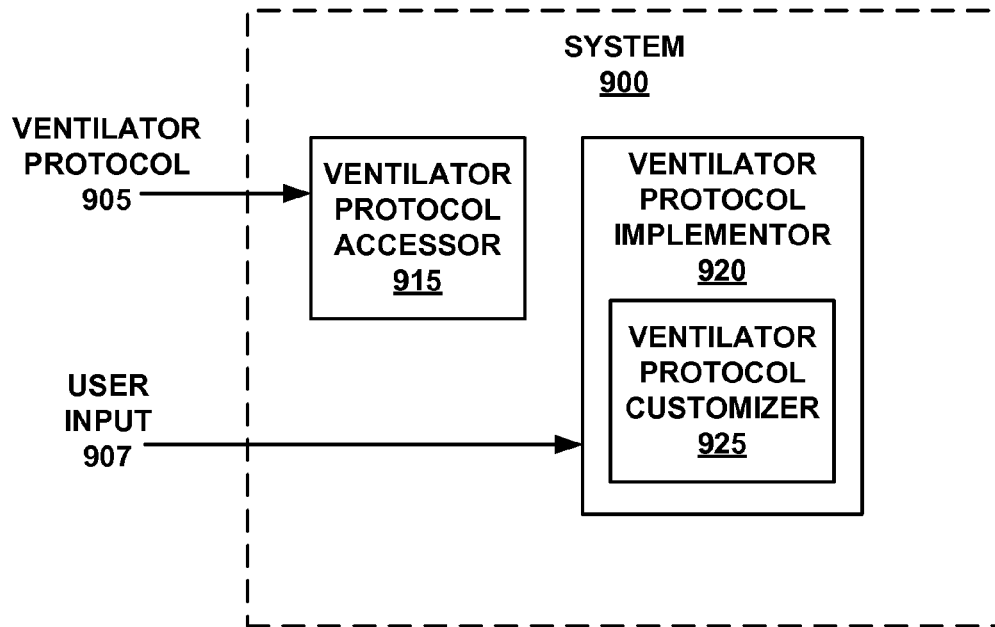 SYSTEM
900
VENTILATOR
PROTOCOL
905
VENTILATOR
PROTOCOL
ACCESSOR
915
VENTILATOR
PROTOCOL
IMPLEMENTOR
920
VENTILATOR
PROTOCOL
CUSTOMIZER
925
USER
INPUT
907